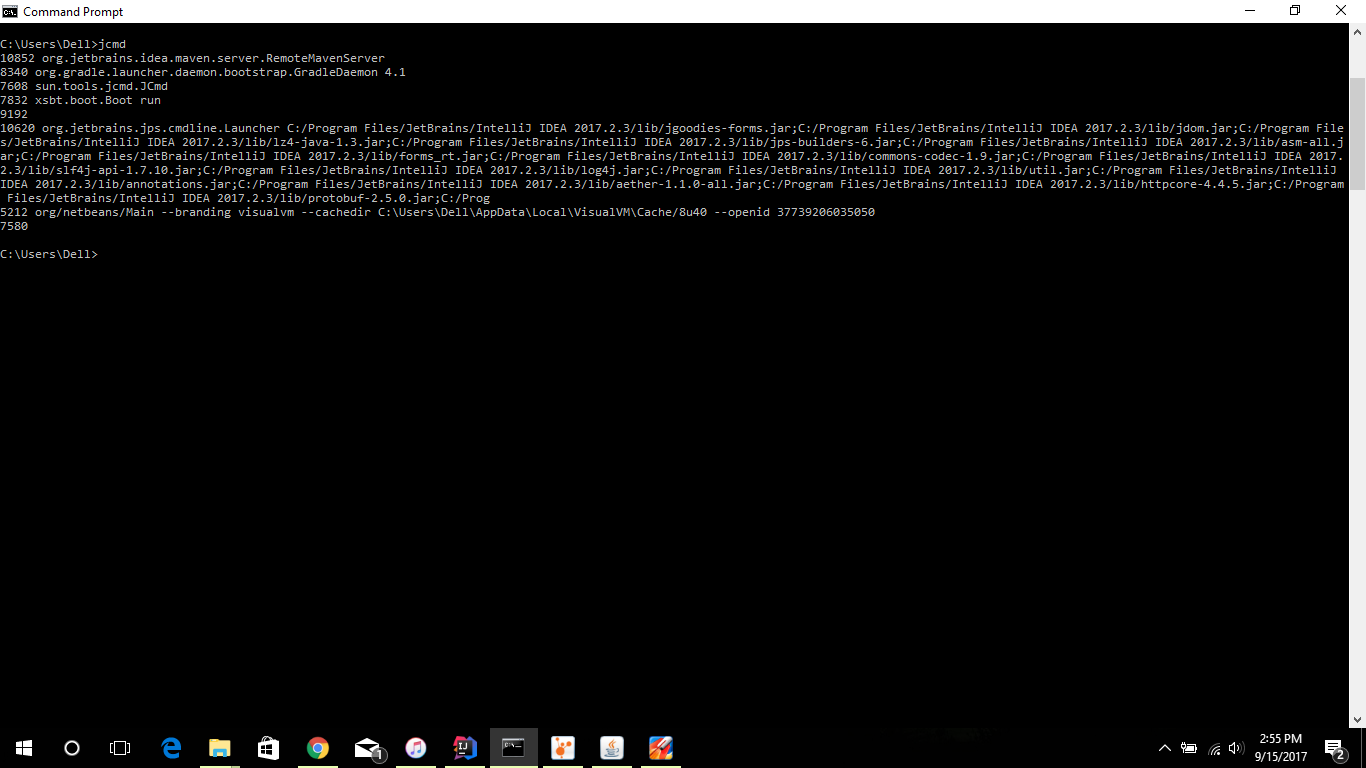 Command Prompt
C:\Users\Dell>jcmd
10852 org.jetbrains.idea.maven.server.RemoteMavenServer
8340 org.gradle.launcher.daemon.bootstrap.GradleDaemon 4.1
7608 sun.tools.jcmd.JCmd
7832 xsbt.boot.Boot run
9192
10620 org.jetbrains.jps.cmdline.Launcher C:/Program Files/JetBrains/IntelliJ IDEA 2017.2.3/lib/jgoodies-forms.jar;C:/Program Files/JetBrains/IntelliJ IDEA 2017.2.3/lib/jdom.jar;C:/Program File
s/JetBrains/IntelliJ IDEA 2017.2.3/lib/lz4-java-1.3.jar;C:/Program Files/JetBrains/IntelliJ IDEA 2017.2.3/lib/jps-builders-6.jar;C:/Program Files/JetBrains/IntelliJ IDEA 2017.2.3/lib/asm-all.j
ar;C:/Program Files/JetBrains/IntelliJ IDEA 2017.2.3/lib/forms_rt.jar;C:/Program Files/JetBrains/IntelliJ IDEA 2017.2.3/lib/commons-codec-1.9.jar;C:/Program Files/JetBrains/IntelliJ IDEA 2017.
2.3/lib/slf4j-api-1.7.10.jar;C:/Program Files/JetBrains/IntelliJ IDEA 2017.2.3/lib/log4j.jar;C:/Program Files/JetBrains/IntelliJ IDEA 2017.2.3/lib/util.jar;C:/Program Files/JetBrains/IntelliJ
IDEA 2017.2.3/lib/annotations.jar;C:/Program Files/JetBrains/IntelliJ IDEA 2017.2.3/lib/aether-1.1.0-all.jar;C:/Program Files/JetBrains/IntelliJ IDEA 2017.2.3/lib/httpcore-4.4.5.jar;C:/Program
Files/JetBrains/IntelliJ IDEA 2017.2.3/lib/protobuf-2.5.0.jar;C:/Prog
5212 org/netbeans/Main --branding visualvm --cachedir C:\Users\Dell\AppData\Local\VisualVM\Cache/8u40 --openid 37739206035050
7580
C:\Users\Dell>
1
IJ
2:55 PM
9/15/2017
2